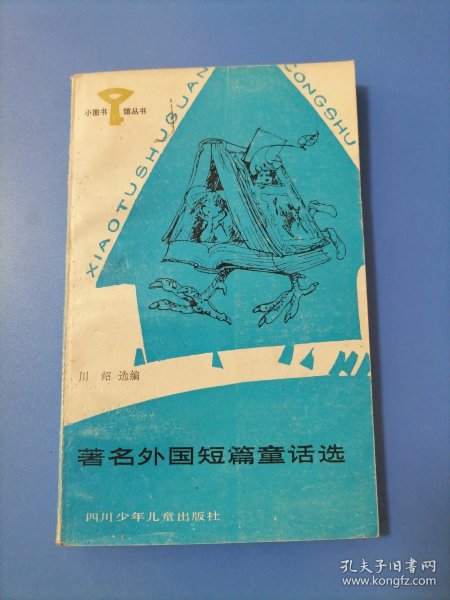 小图书馆丛书
XIAOTUSHUGUAN CONGSHU
川 绍 选编
著名外国短篇童话选
四川少年儿童出版社
孔夫子旧书网
www.kongfz.com